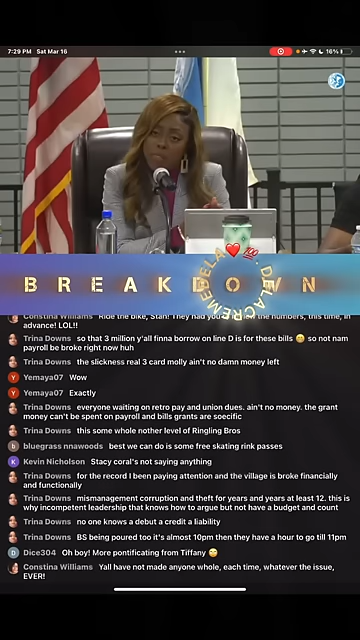 7:29 PM Sat Mar 16
16%
DELACREMEDELA
BREAKDOWN
Constina Williams Ride the bike, Stan! They had you the numbers, this time, in
advance! LOL!!
Trina Downs so that 3 million y'all finna borrow on line D is for these bills 😁 so not nam
payroll be broke right now huh
Trina Downs the slickness real 3 card molly ain't no damn money left
Yemaya07 Wow
Yemaya07 Exactly
Trina Downs everyone waiting on retro pay and union dues. ain't no money. the grant
money can't be spent on payroll and bills grants are soecific
Trina Downs this some whole nother level of Ringling Bros
bluegrass nnawoods best we can do is some free skating rink passes
Kevin Nicholson Stacy coral's not saying anything
Trina Downs for the record I been paying attention and the village is broke financially
and functionally
Trina Downs mismanagement corruption and theft for years and years at least 12. this is
why incompetent leadership that knows how to argue but not have a budget and count
Trina Downs no one knows a debut a credit a liability
Trina Downs BS being poured too it's almost 10pm then they have a hour to go till 11pm
Dice304 Oh boy! More pontificating from Tiffany 🙄
Constina Williams Yall have not made anyone whole, each time, whatever the issue,
EVER!